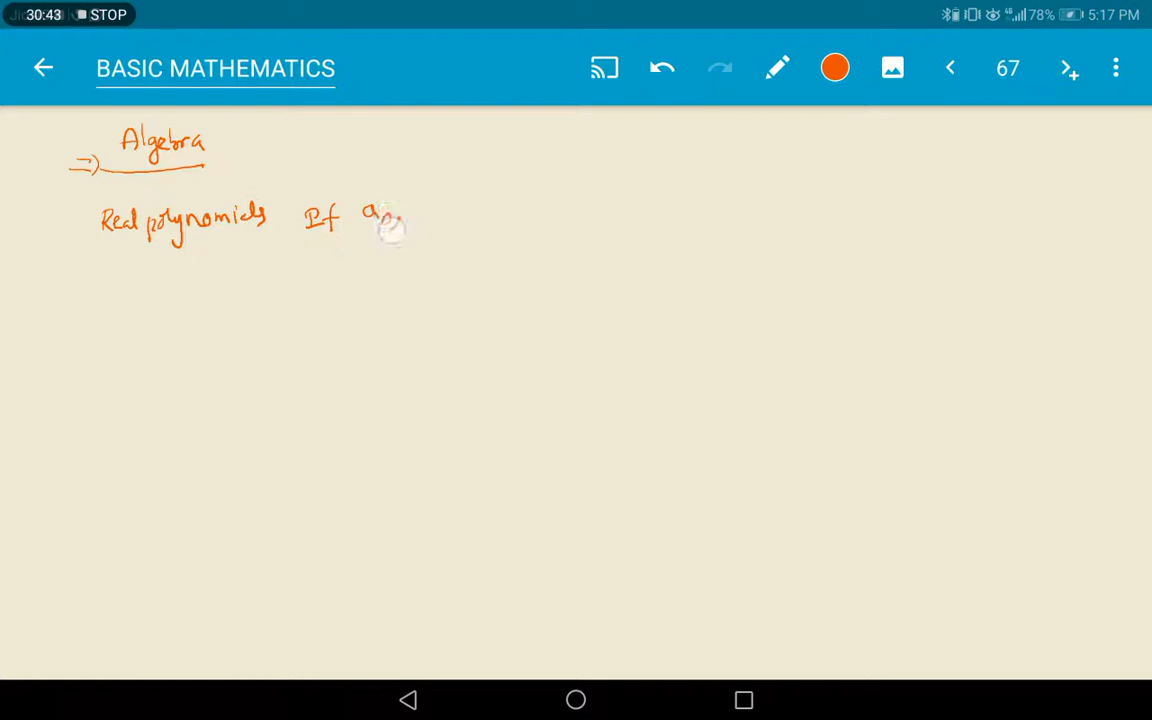 30:43 STOP 78% 5:17 PM
BASIC MATHEMATICS 67
⇒ Algebra
Real polynomials If a